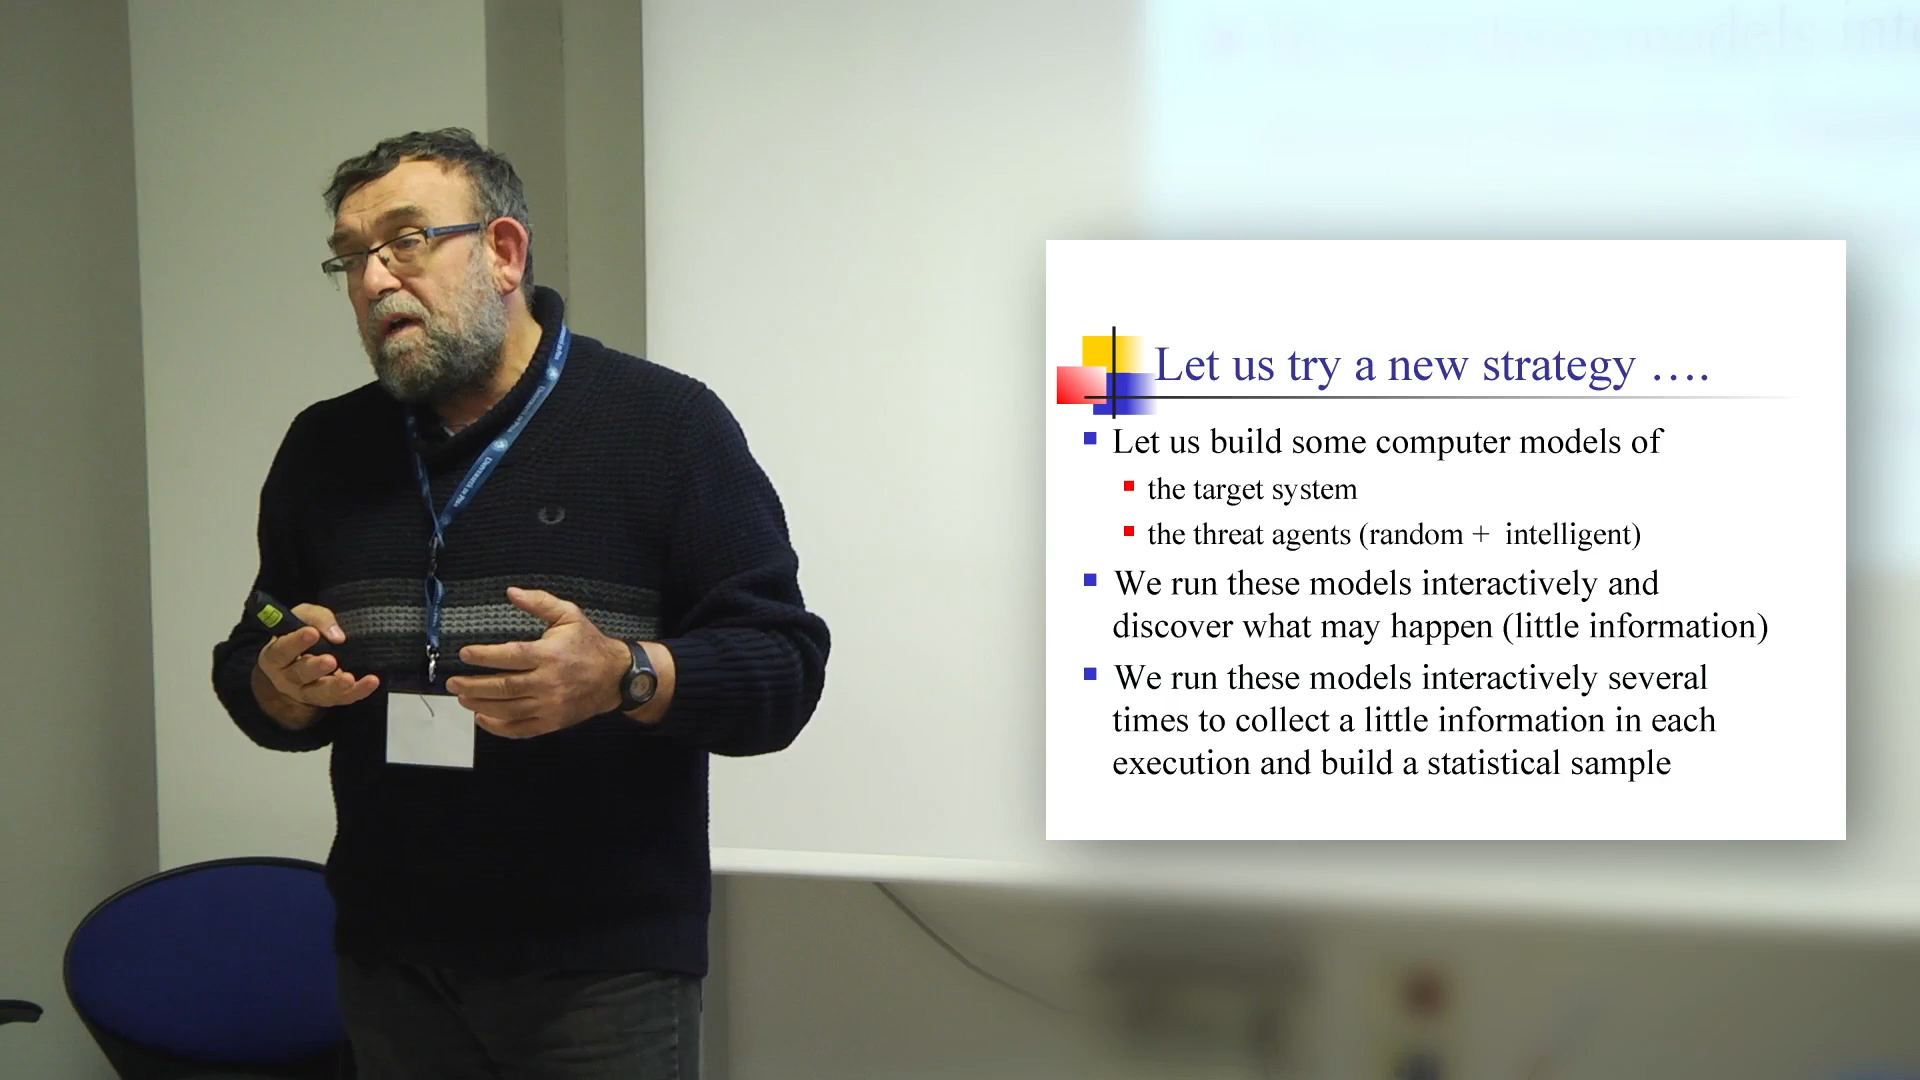 Let us try a new strategy ….
Let us build some computer models of
the target system
the threat agents (random + intelligent)
We run these models interactively and
discover what may happen (little information)
We run these models interactively several
times to collect a little information in each
execution and build a statistical sample